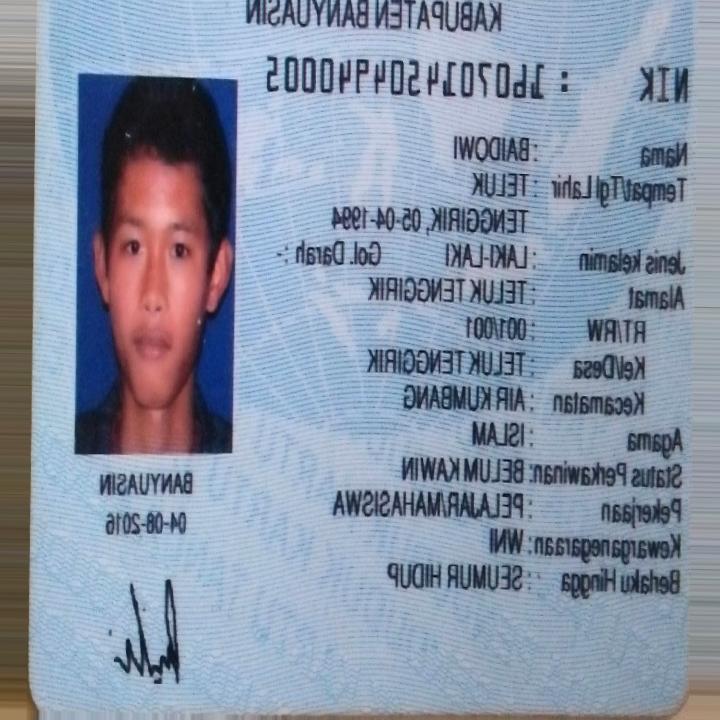 KABUPATEN BANYUASIN
NIK : 1607014504940005
Nama : BAIDOWI
Tempat/Tgl Lahir : TELUK
TENGGIRIK, 05-04-1994
Jenis kelamin : LAKI-LAKI Gol. Darah : -
Alamat : TELUK TENGGIRIK
RT/RW : 001/001
Kel/Desa : TELUK TENGGIRIK
Kecamatan : AIR KUMBANG
Agama : ISLAM
Status Perkawinan: BELUM KAWIN
Pekerjaan : PELAJAR/MAHASISWA
Kewarganegaraan: WNI
Berlaku Hingga : SEUMUR HIDUP
BANYUASIN
04-08-2016